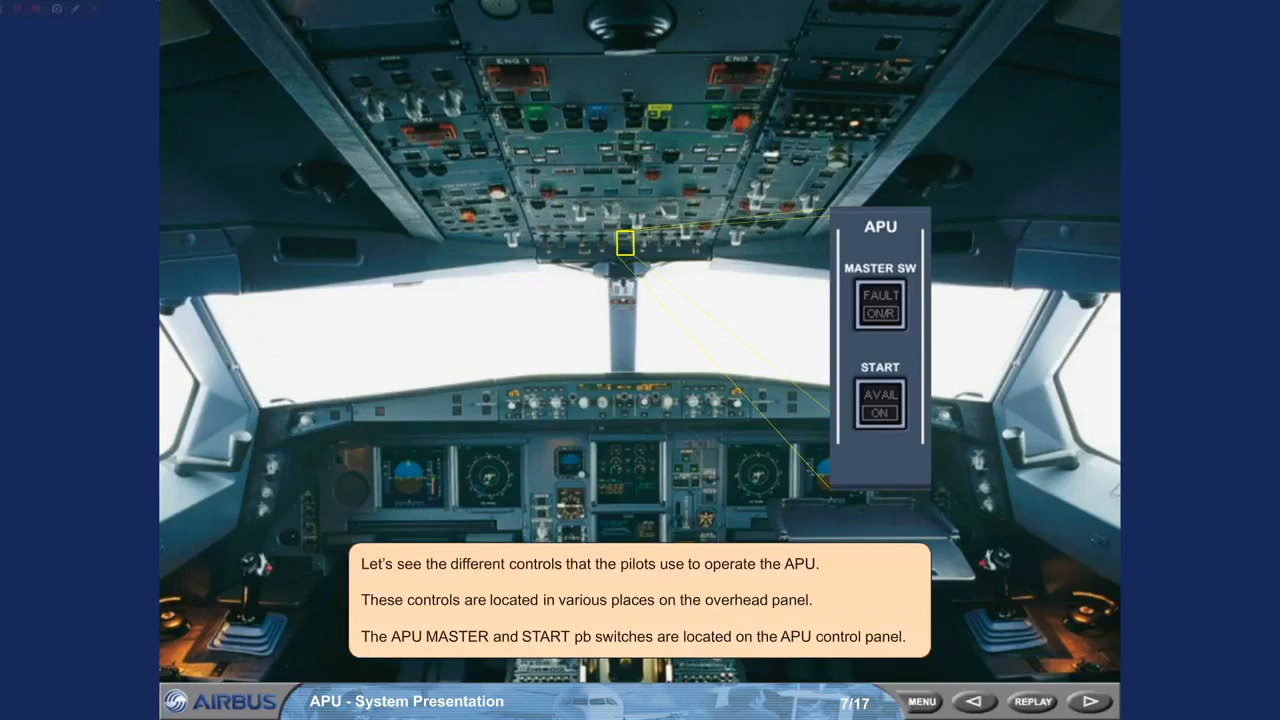 ENG 1
ENG 2
APU
MASTER SW
FAULT
ON/R
START
AVAIL
ON
Let's see the different controls that the pilots use to operate the APU.
These controls are located in various places on the overhead panel.
The APU MASTER and START pb switches are located on the APU control panel.
AIRBUS
APU - System Presentation
7/17
MENU
REPLAY